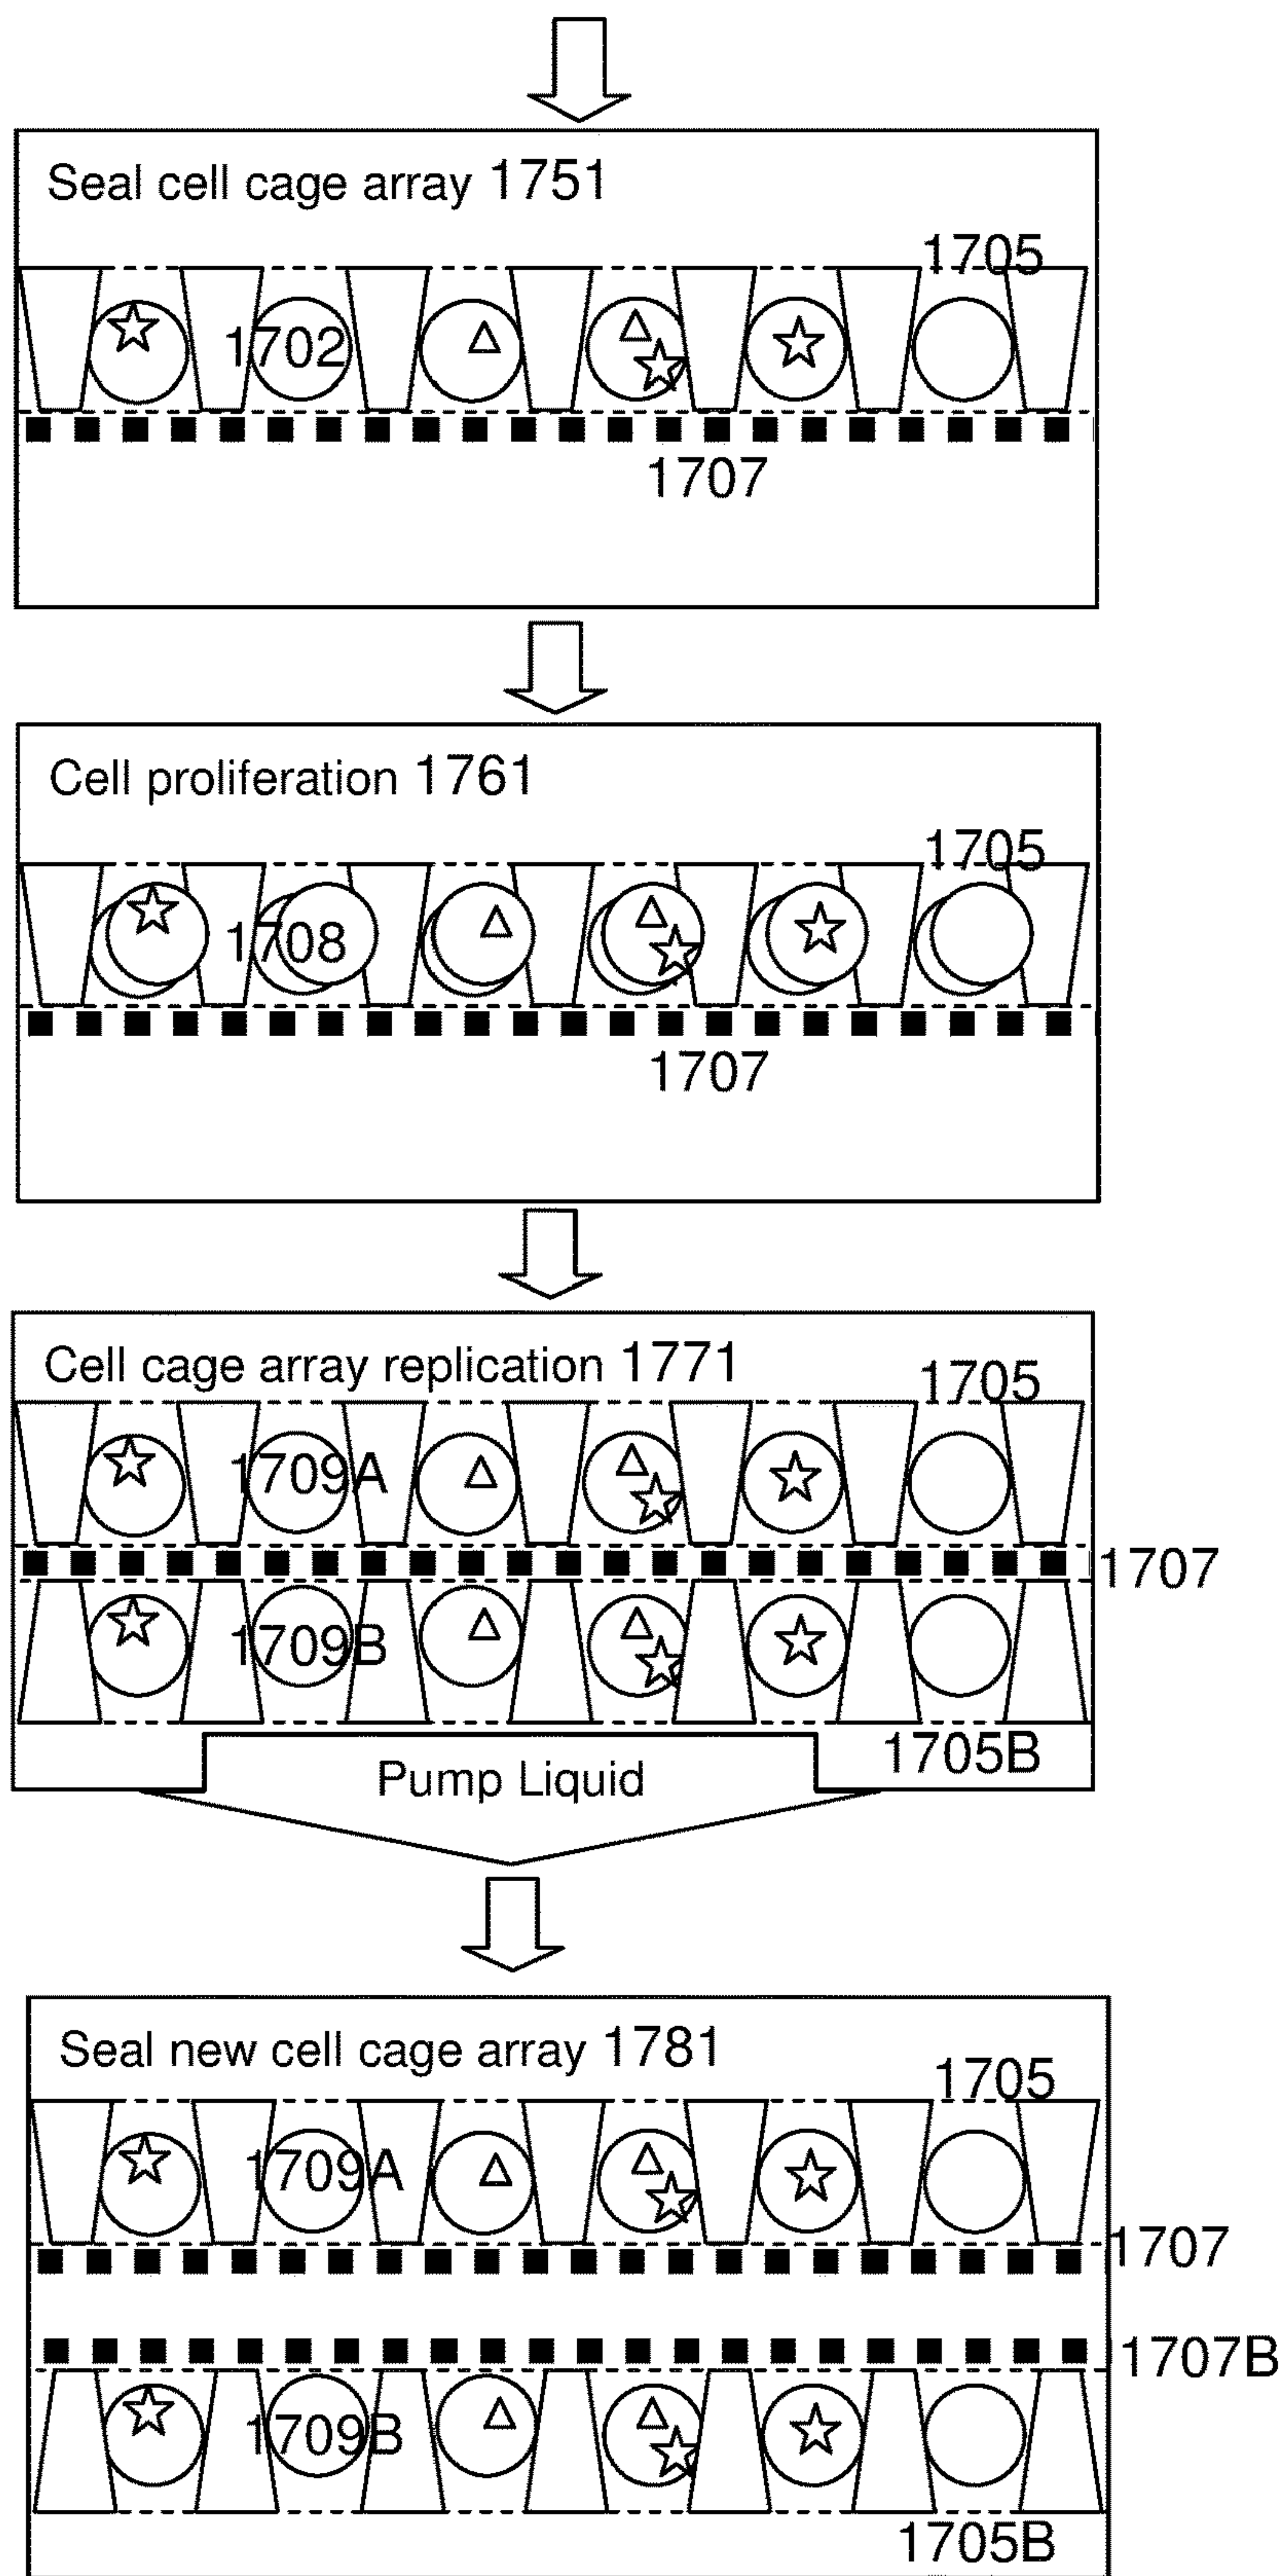 Seal cell cage array 1751
1705
1702
1707
Cell proliferation 1761
1705
1708
1707
Cell cage array replication 1771
1705
1709A
1707
1709B
1705B
Pump Liquid
Seal new cell cage array 1781
1705
1709A
1707
1707B
1709B
1705B